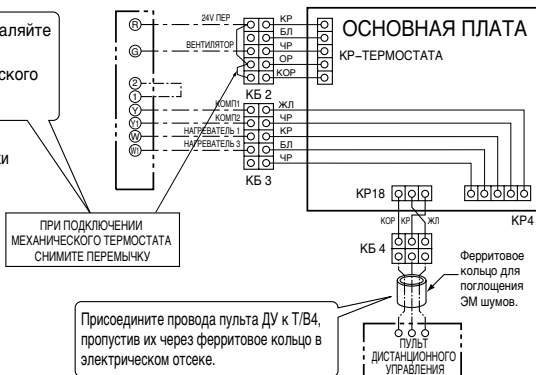 аляйте
ского
ки
R
G
2
1
Y
Y1
W
W1
24V ПЕР
ВЕНТИЛЯТОР
КОМП1
КОМП2
НАГРЕВАТЕЛЬ 1
НАГРЕВАТЕЛЬ 3
КР
БЛ
ЧР
ОР
КОР
КБ 2
ЖЛ
ЧР
КР
БЛ
ЧР
КБ 3
ОСНОВНАЯ ПЛАТА
КР-ТЕРМОСТАТА
КР18
КР4
КОР
КР
ЖЛ
КБ 4
ПРИ ПОДКЛЮЧЕНИИ
МЕХАНИЧЕСКОГО ТЕРМОСТАТА
СНИМИТЕ ПЕРЕМЫЧКУ
Ферритовое
кольцо для
поглощения
ЭМ шумов.
Присоедините провода пульта ДУ к Т/В4,
пропустив их через ферритовое кольцо в
электрическом отсеке.
ПУЛЬТ
ДИСТАНЦИОННОГО
УПРАВЛЕНИЯ